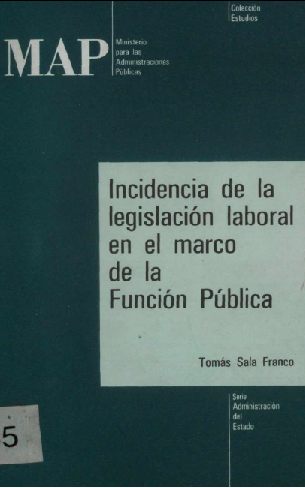 Colección
Estudios
MAP
Ministerio
para las
Administraciones
Públicas
Incidencia de la
legislación laboral
en el marco
de la
Función Pública
Tomás Sala Franco
Serie
Administración
del
Estado
5